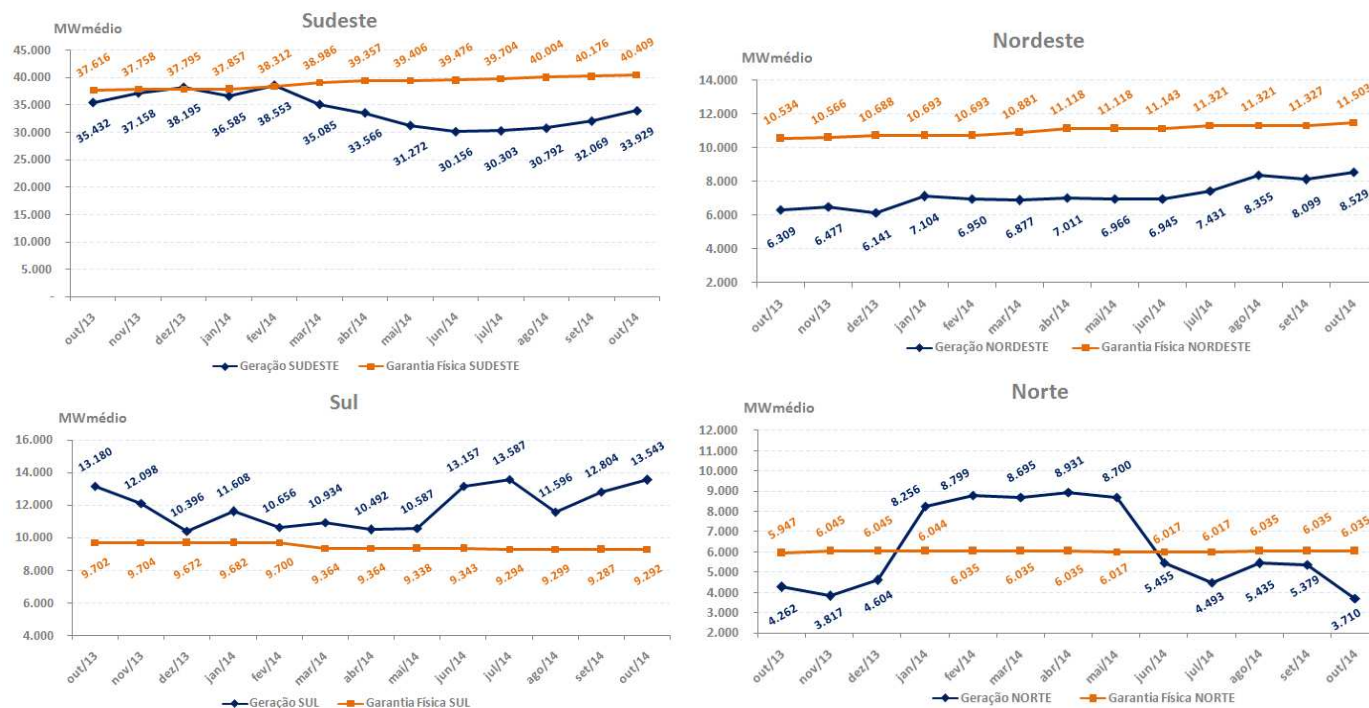 Sudeste
MWmédio
45.000
40.000
35.000
30.000
25.000
20.000
15.000
10.000
5.000
-
37.616 37.758 37.795 37.857 38.312 38.986 39.357 39.406 39.476 39.704 40.004 40.176 40.409
35.432 37.158 38.195 36.585 38.553 35.085 33.566 31.272 30.156 30.303 30.792 32.069 33.929
out/13 nov/13 dez/13 jan/14 fev/14 mar/14 abr/14 mai/14 jun/14 jul/14 ago/14 set/14 out/14
Geração SUDESTE Garantia Física SUDESTE
Nordeste
MWmédio
14.000
12.000
10.000
8.000
6.000
4.000
2.000
10.534 10.566 10.688 10.693 10.693 10.881 11.118 11.118 11.143 11.321 11.321 11.327 11.503
6.309 6.477 6.141 7.104 6.950 6.877 7.011 6.966 6.945 7.431 8.355 8.099 8.529
out/13 nov/13 dez/13 jan/14 fev/14 mar/14 abr/14 mai/14 jun/14 jul/14 ago/14 set/14 out/14
Geração NORDESTE Garantia Física NORDESTE
Sul
MWmédio
16.000
14.000
12.000
10.000
8.000
6.000
4.000
13.180 12.098 10.396 11.608 10.656 10.934 10.492 10.587 13.157 13.587 11.596 12.804 13.543
9.702 9.704 9.672 9.682 9.700 9.364 9.364 9.338 9.343 9.294 9.299 9.287 9.292
out/13 nov/13 dez/13 jan/14 fev/14 mar/14 abr/14 mai/14 jun/14 jul/14 ago/14 set/14 out/14
Geração SUL Garantia Física SUL
Norte
MWmédio
12.000
11.000
10.000
9.000
8.000
7.000
6.000
5.000
4.000
3.000
2.000
5.947 6.045 6.045 6.044 6.035 6.035 6.035 6.017 6.017 6.017 6.035 6.035 6.035
4.262 3.817 4.604 8.256 8.799 8.695 8.931 8.700 5.455 4.493 5.435 5.379 3.710
out/13 nov/13 dez/13 jan/14 fev/14 mar/14 abr/14 mai/14 jun/14 jul/14 ago/14 set/14 out/14
Geração NORTE Garantia Física NORTE